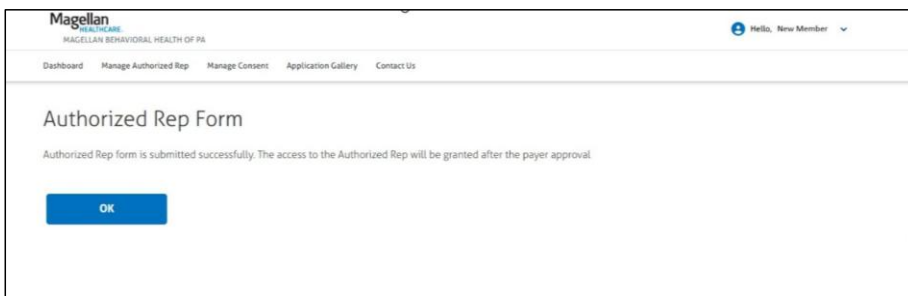 Magellan
HEALTHCARE.
MAGELLAN BEHAVIORAL HEALTH OF PA
Hello, New Member
Dashboard Manage Authorized Rep Manage Consent Application Gallery Contact Us
Authorized Rep Form
Authorized Rep form is submitted successfully. The access to the Authorized Rep will be granted after the payer approval
OK